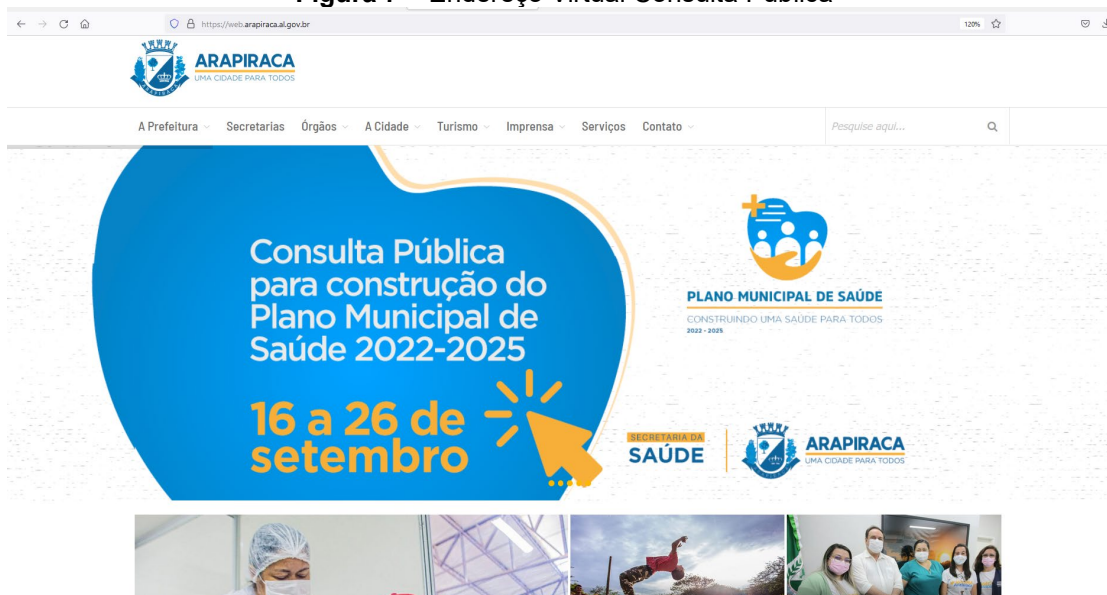 Endereço Virtual Consulta Pública
https://web.arapiraca.al.gov.br
120%
ARAPIRACA
UMA CIDADE PARA TODOS
A Prefeitura Secretarias Órgãos A Cidade Turismo Imprensa Serviços Contato
Pesquise aqui...
Consulta Pública
para construção do
Plano Municipal de
Saúde 2022-2025
16 a 26 de
setembro
PLANO MUNICIPAL DE SAÚDE
CONSTRUINDO UMA SAÚDE PARA TODOS
2022 - 2025
SECRETARIA DA
SAÚDE
ARAPIRACA
UMA CIDADE PARA TODOS